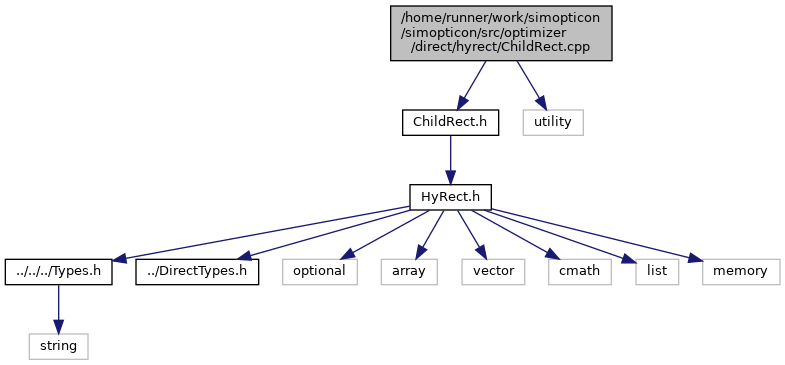 /home/runner/work/simopticon
/simopticon/src/optimizer
/direct/hyrect/ChildRect.cpp
ChildRect.h
utility
HyRect.h
../../../Types.h
../DirectTypes.h
optional
array
vector
cmath
list
memory
string